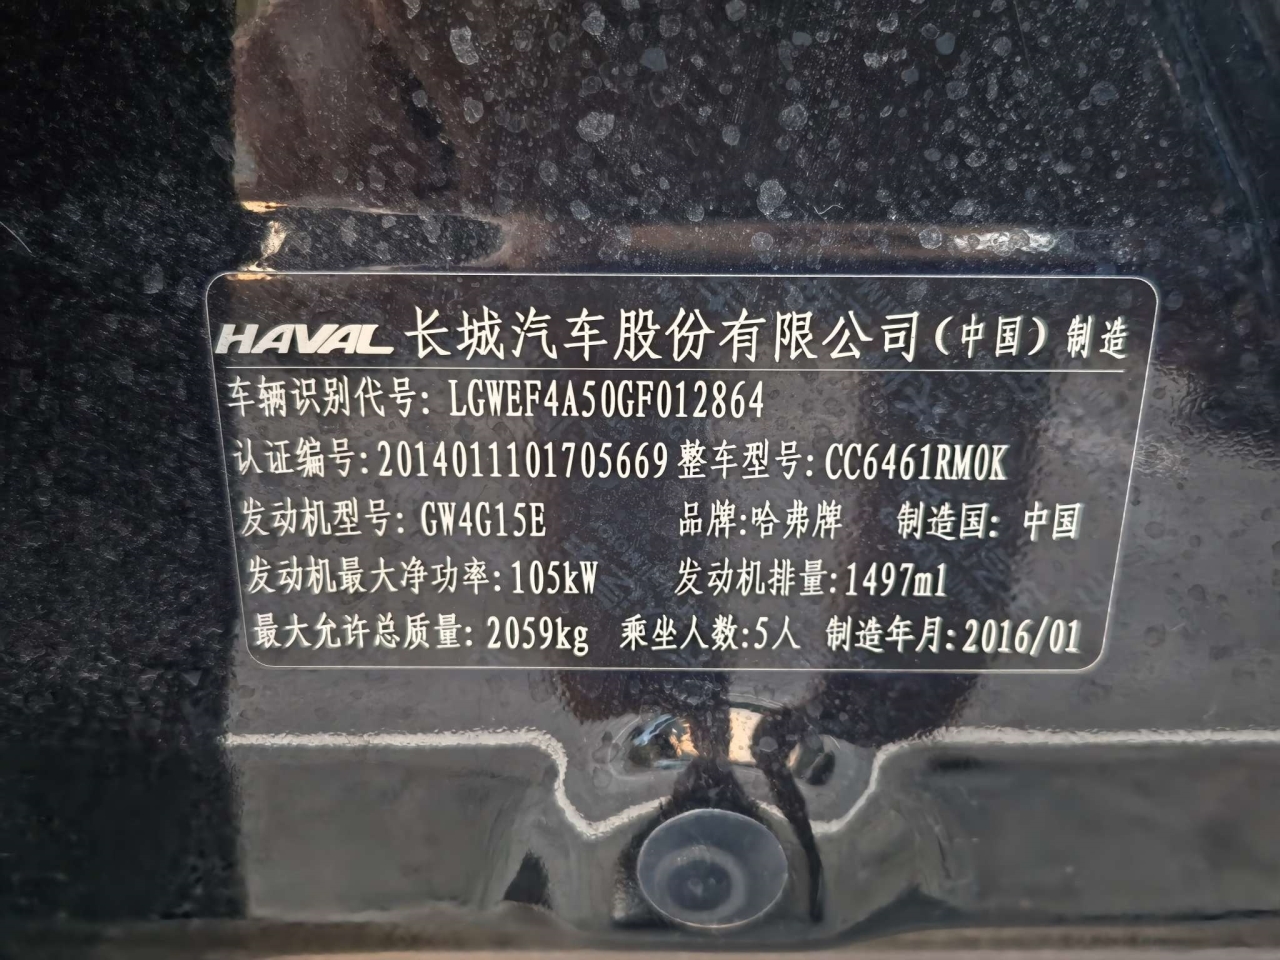 HAVAL 长城汽车股份有限公司（中国）制造
车辆识别代号：LGWEF4A50GF012864
认证编号：2014011101705669 整车型号：CC6461RM0K
发动机型号：GW4G15E 品牌：哈弗牌 制造国：中国
发动机最大净功率：105kW 发动机排量：1497ml
最大允许总质量：2059kg 乘坐人数：5人 制造年月：2016/01